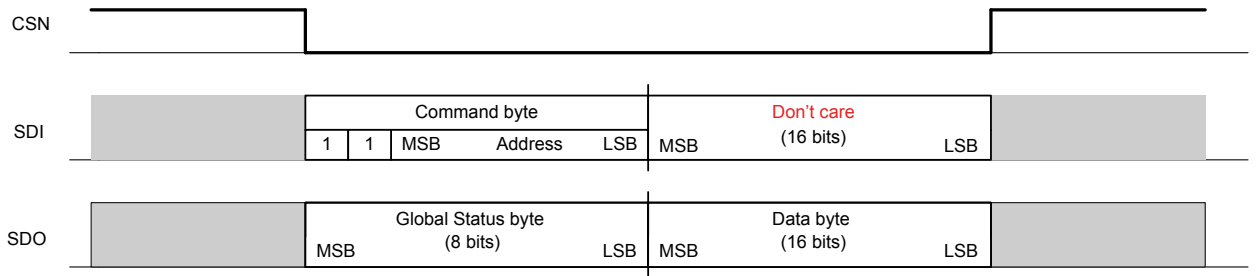 CSN
SDI
Command byte
1 1 MSB Address LSB
Don't care
(16 bits)
MSB LSB
SDO
Global Status byte
(8 bits)
MSB LSB
Data byte
(16 bits)
MSB LSB